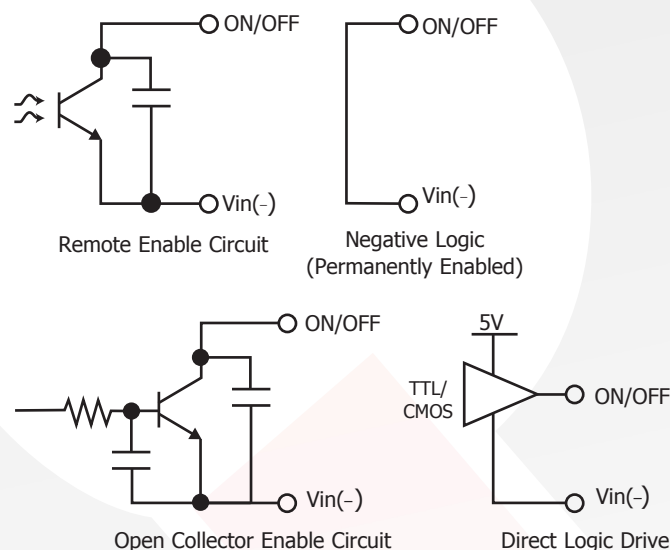 ON/OFF
Vin(–)
Remote Enable Circuit
ON/OFF
Vin(–)
Negative Logic
(Permanently Enabled)
ON/OFF
Vin(–)
Open Collector Enable Circuit
5V
TTL/
CMOS
ON/OFF
Vin(–)
Direct Logic Drive